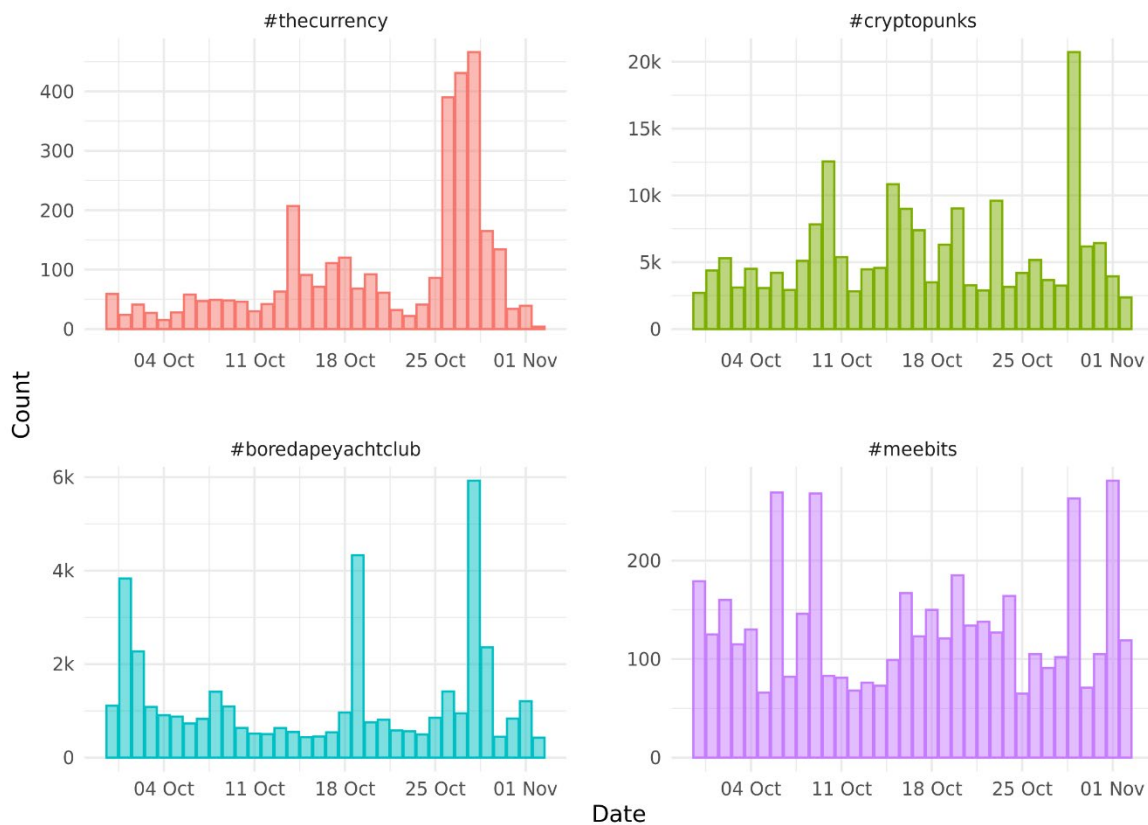 #thecurrency
#cryptopunks
400
300
200
100
0
20k
15k
10k
5k
0
04 Oct 11 Oct 18 Oct 25 Oct 01 Nov
04 Oct 11 Oct 18 Oct 25 Oct 01 Nov
Count
#boredapeyachtclub
#meebits
6k
4k
2k
0
200
100
0
04 Oct 11 Oct 18 Oct 25 Oct 01 Nov
04 Oct 11 Oct 18 Oct 25 Oct 01 Nov
Date